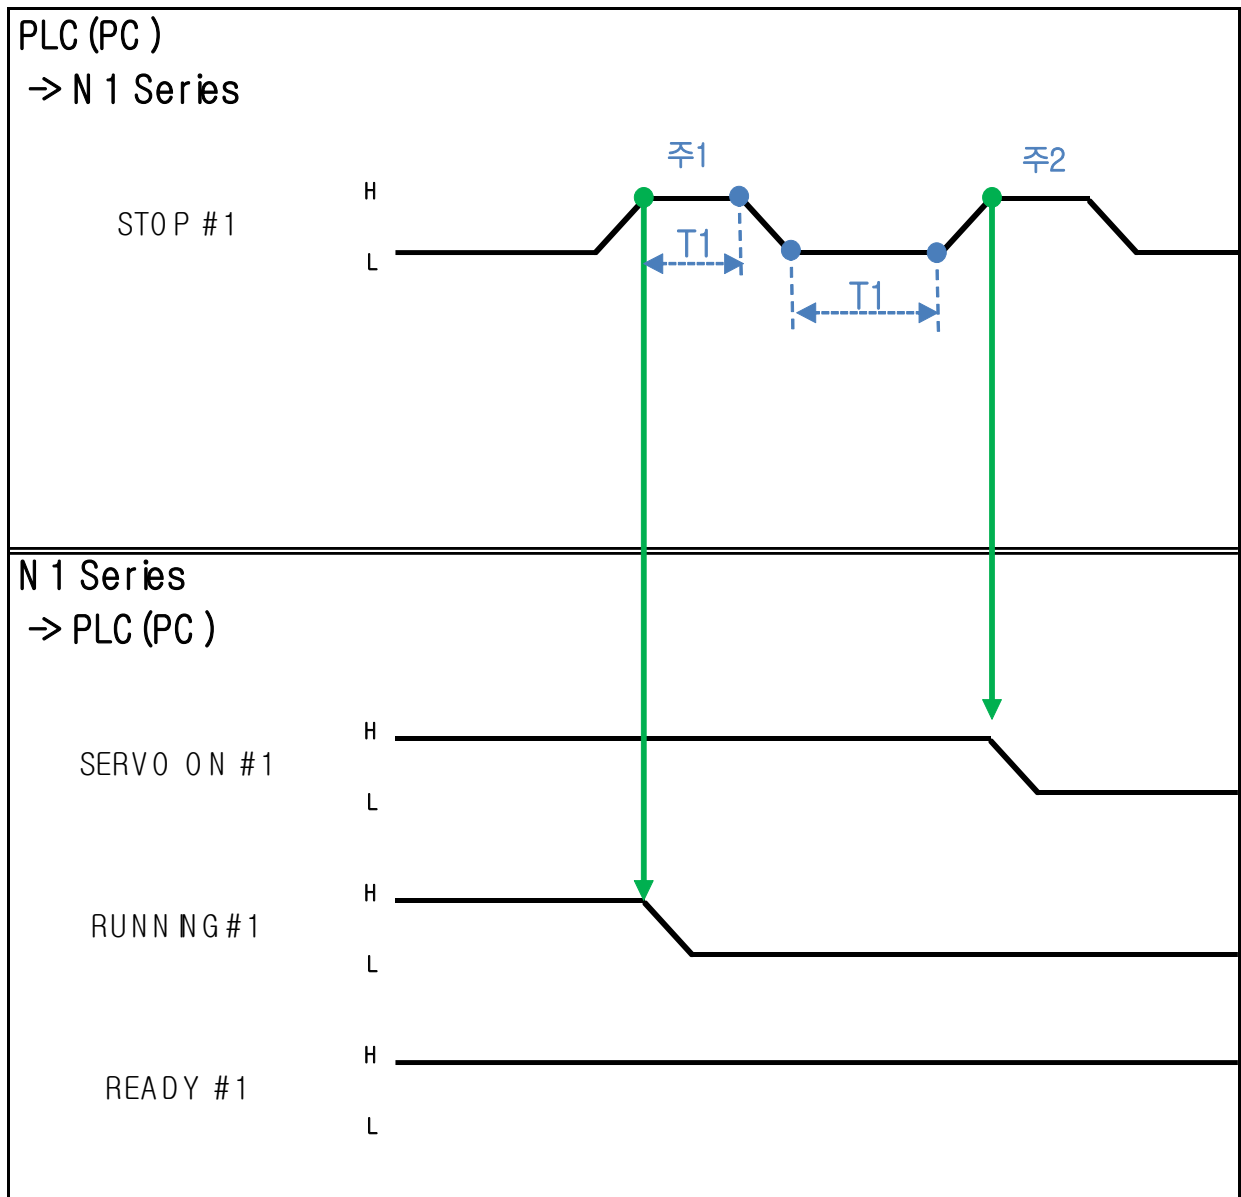 PLC(PC)
-> N1 Series
주1
주2
H
STOP #1
L
T1
T1
N1 Series
-> PLC(PC)
H
SERVO ON #1
L
H
RUNNING#1
L
H
READY #1
L